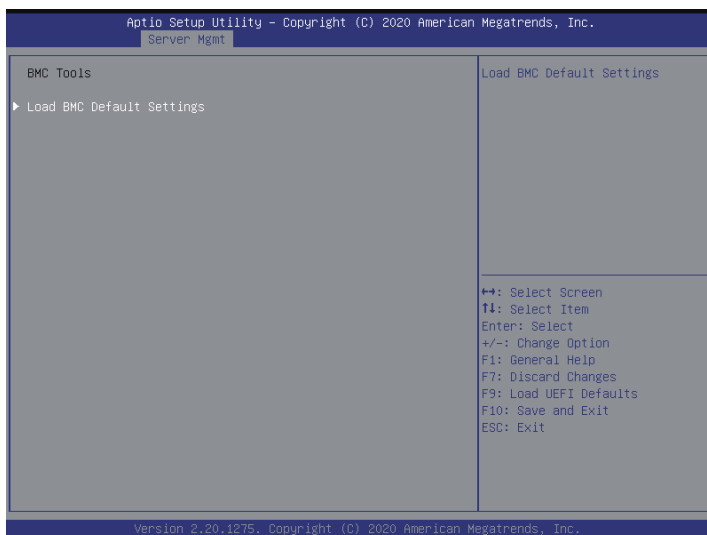 Aptio Setup Utility – Copyright (C) 2020 American Megatrends, Inc.
Server Mgmt
BMC Tools
▶ Load BMC Default Settings
Load BMC Default Settings
↔: Select Screen
↑↓: Select Item
Enter: Select
+/-: Change Option
F1: General Help
F7: Discard Changes
F9: Load UEFI Defaults
F10: Save and Exit
ESC: Exit
Version 2.20.1275. Copyright (C) 2020 American Megatrends, Inc.